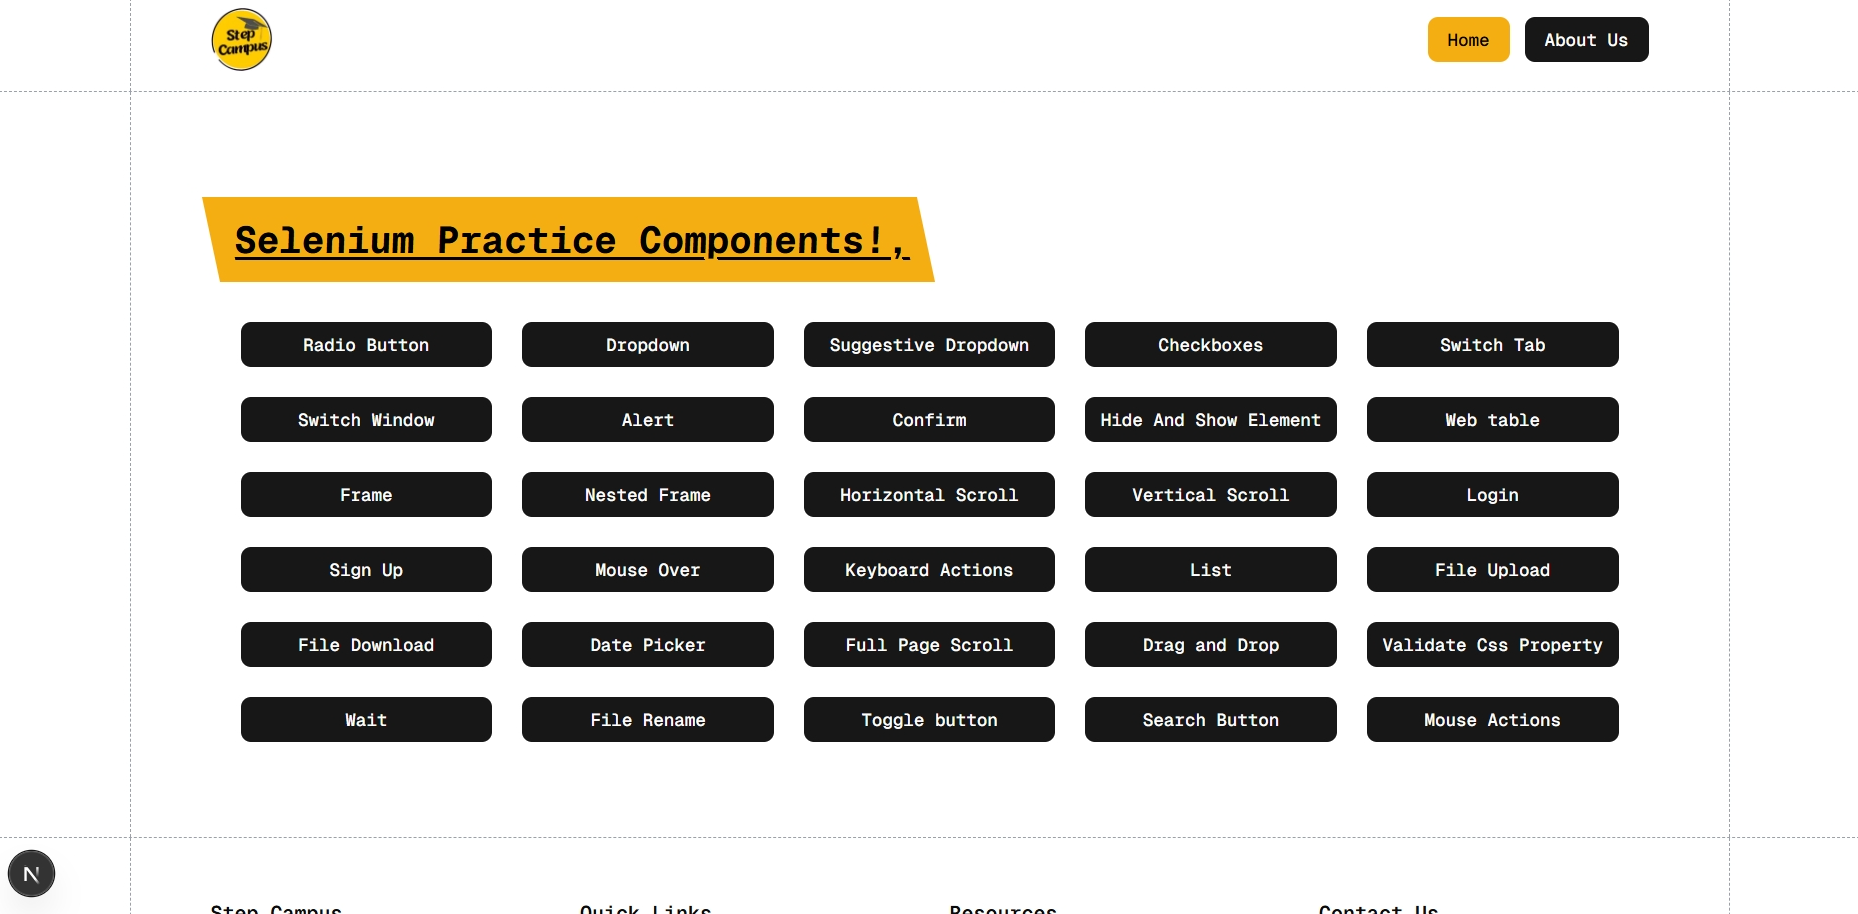 Step
Campus
Home About Us
Selenium Practice Components!,
Radio Button Dropdown Suggestive Dropdown Checkboxes Switch Tab
Switch Window Alert Confirm Hide And Show Element Web table
Frame Nested Frame Horizontal Scroll Vertical Scroll Login
Sign Up Mouse Over Keyboard Actions List File Upload
File Download Date Picker Full Page Scroll Drag and Drop Validate Css Property
Wait File Rename Toggle button Search Button Mouse Actions
N
Step Campus Quick Links Resources Contact Us